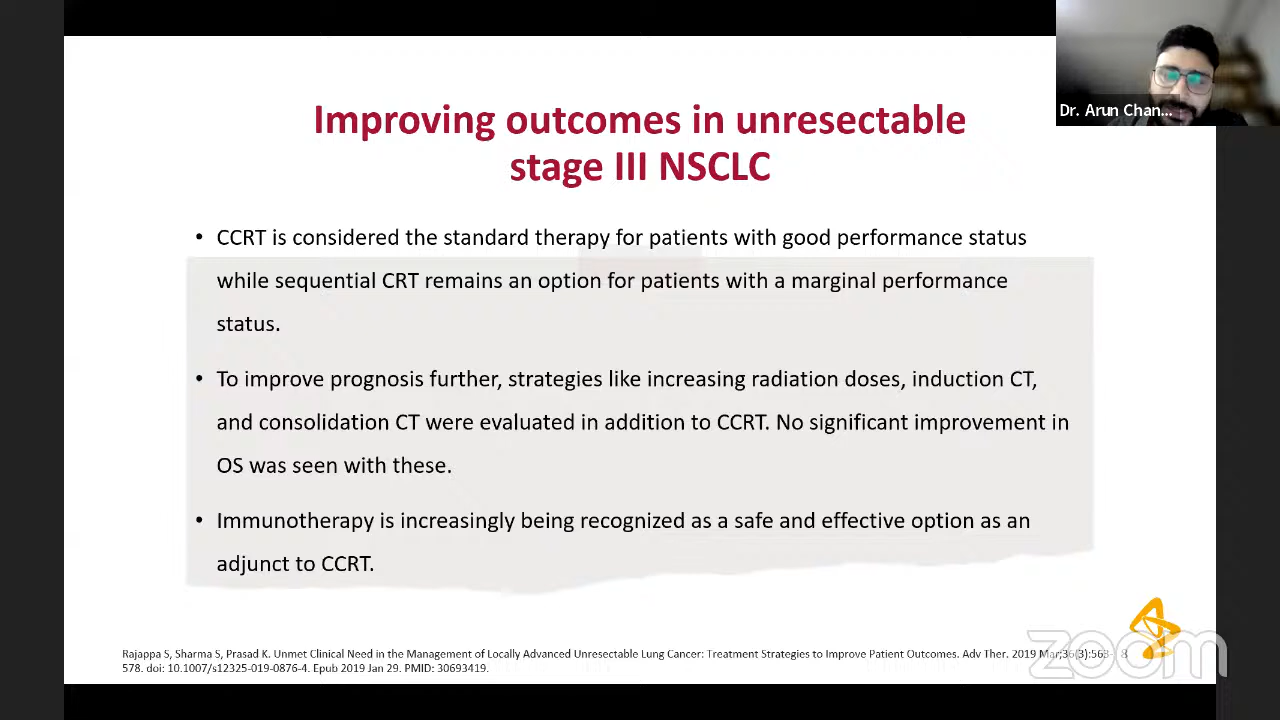 Improving outcomes in unresectable
stage III NSCLC
Dr. Arun Chan...
• CCRT is considered the standard therapy for patients with good performance status
while sequential CRT remains an option for patients with a marginal performance
status.
• To improve prognosis further, strategies like increasing radiation doses, induction CT,
and consolidation CT were evaluated in addition to CCRT. No significant improvement in
OS was seen with these.
• Immunotherapy is increasingly being recognized as a safe and effective option as an
adjunct to CCRT.
Rajappa S, Sharma S, Prasad K. Unmet Clinical Need in the Management of Locally Advanced Unresectable Lung Cancer: Treatment Strategies to Improve Patient Outcomes. Adv Ther. 2019 Mar;36(3):563-
578. doi: 10.1007/s12325-019-0876-4. Epub 2019 Jan 29. PMID: 30693419.
zoom